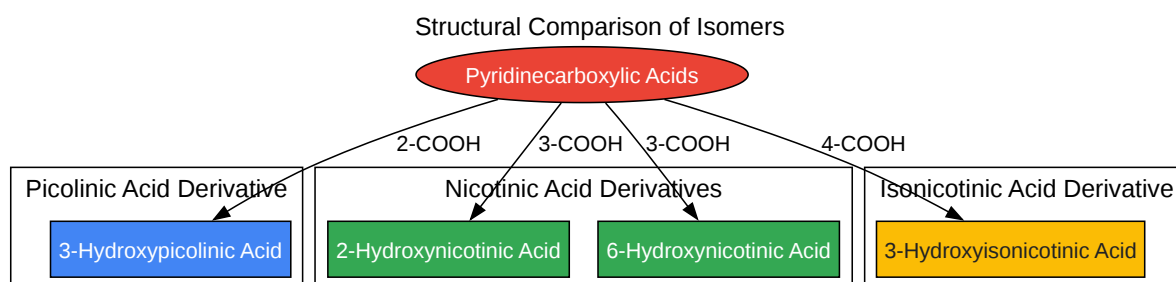 Structural Comparison of Isomers
Pyridinecarboxylic Acids
2-COOH
3-COOH
3-COOH
4-COOH
Picolinic Acid Derivative
Nicotinic Acid Derivatives
Isonicotinic Acid Derivative
3-Hydroxypicolinic Acid
2-Hydroxynicotinic Acid
6-Hydroxynicotinic Acid
3-Hydroxyisonicotinic Acid